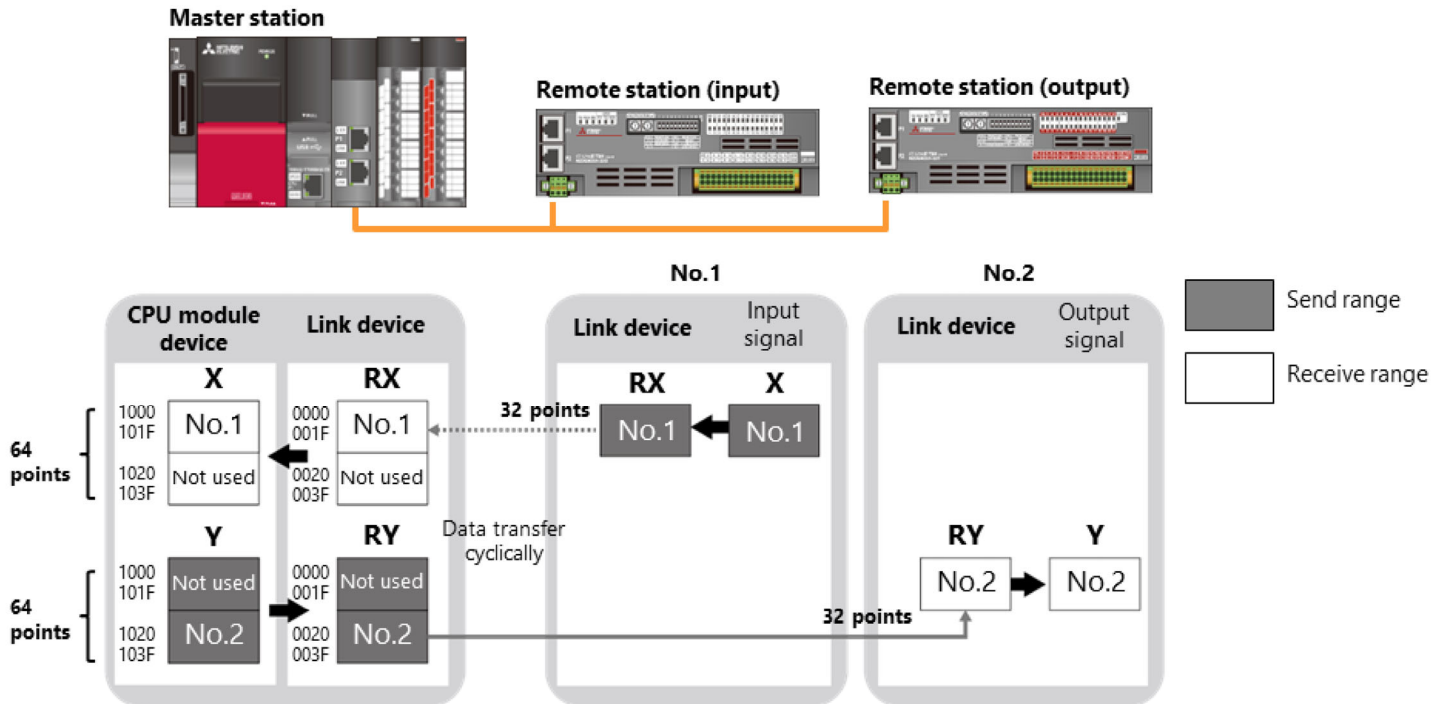 Master station
MITSUBISHI
ELECTRIC
Remote station (input)
Remote station (output)
No.1
No.2
Send range
Receive range
CPU module
device
Link device
Link device
Input
signal
Link device
Output
signal
X
RX
RX
X
1000
101F
No.1
0000
001F
No.1
32 points
No.1
No.1
64
points
1020
103F
Not used
0020
003F
Not used
Y
RY
Data transfer
cyclically
RY
Y
1000
101F
Not used
0000
001F
Not used
No.2
No.2
64
points
1020
103F
No.2
0020
003F
No.2
32 points